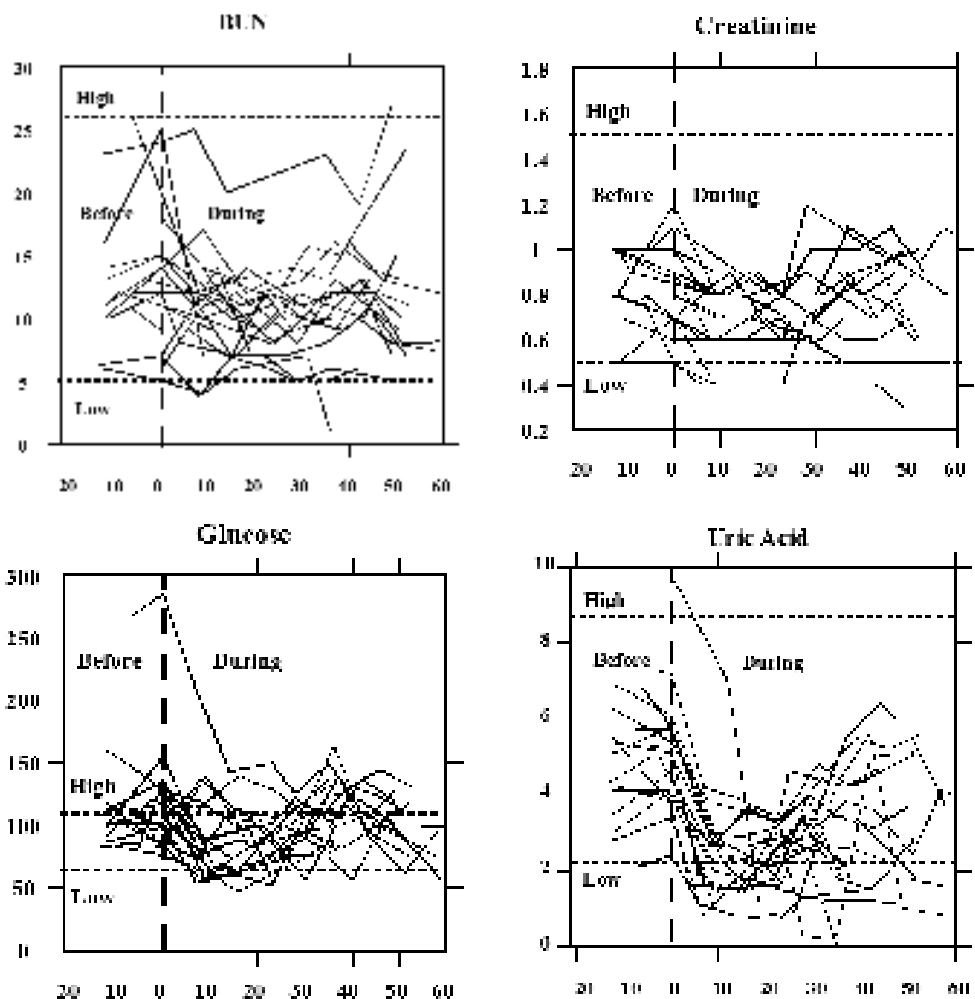 BUN
30
High
25
20
Before During
15
10
5
Low
0
20 10 0 10 20 30 40 50 60
Creatinine
1.8
1.6
High
1.4
1.2
Before During
1
0.8
0.6
0.4
Low
0.2
20 10 0 10 20 30 40 50 60
Glucose
300
250
Before During
200
150
High
100
50
Low
0
20 10 0 10 20 30 40 50 60
Uric Acid
10
High
8
Before During
6
4
2
Low
0
20 10 0 10 20 30 40 50 60